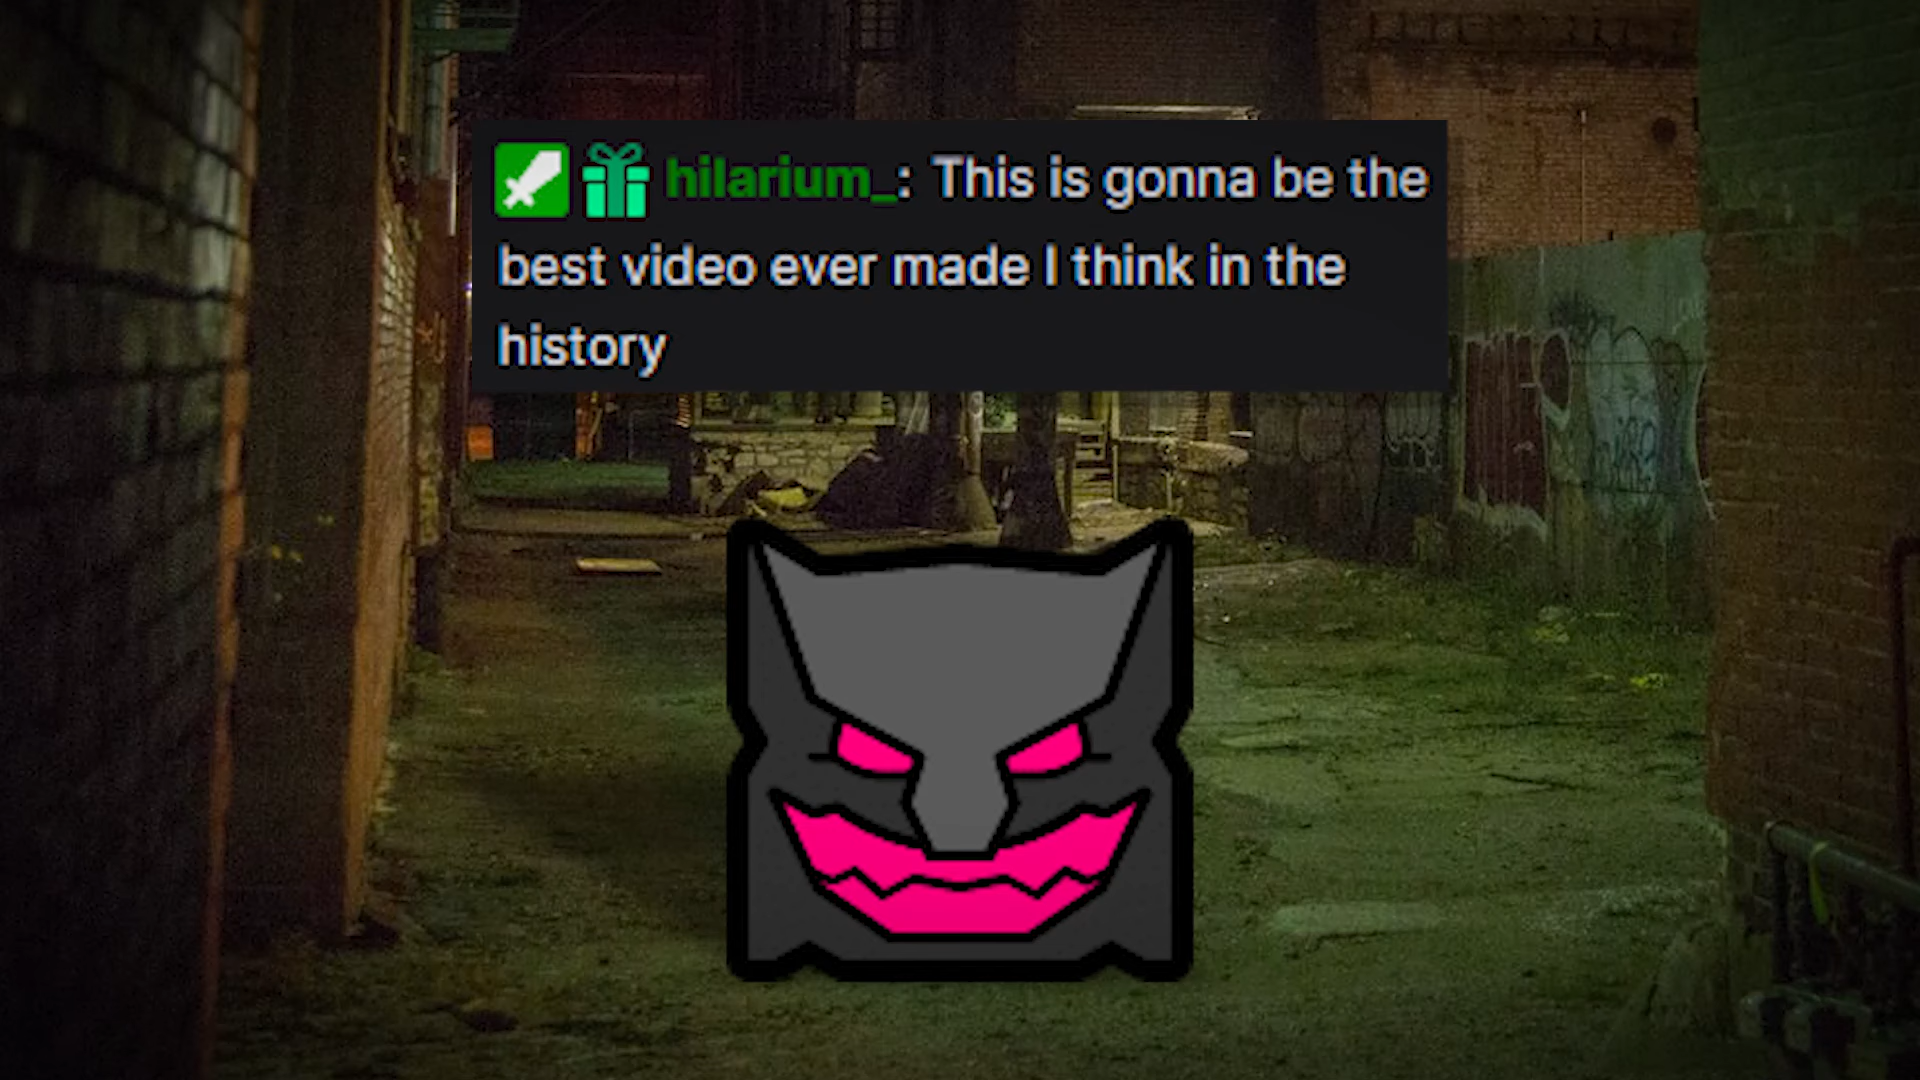 hilarium_: This is gonna be the
best video ever made I think in the
history